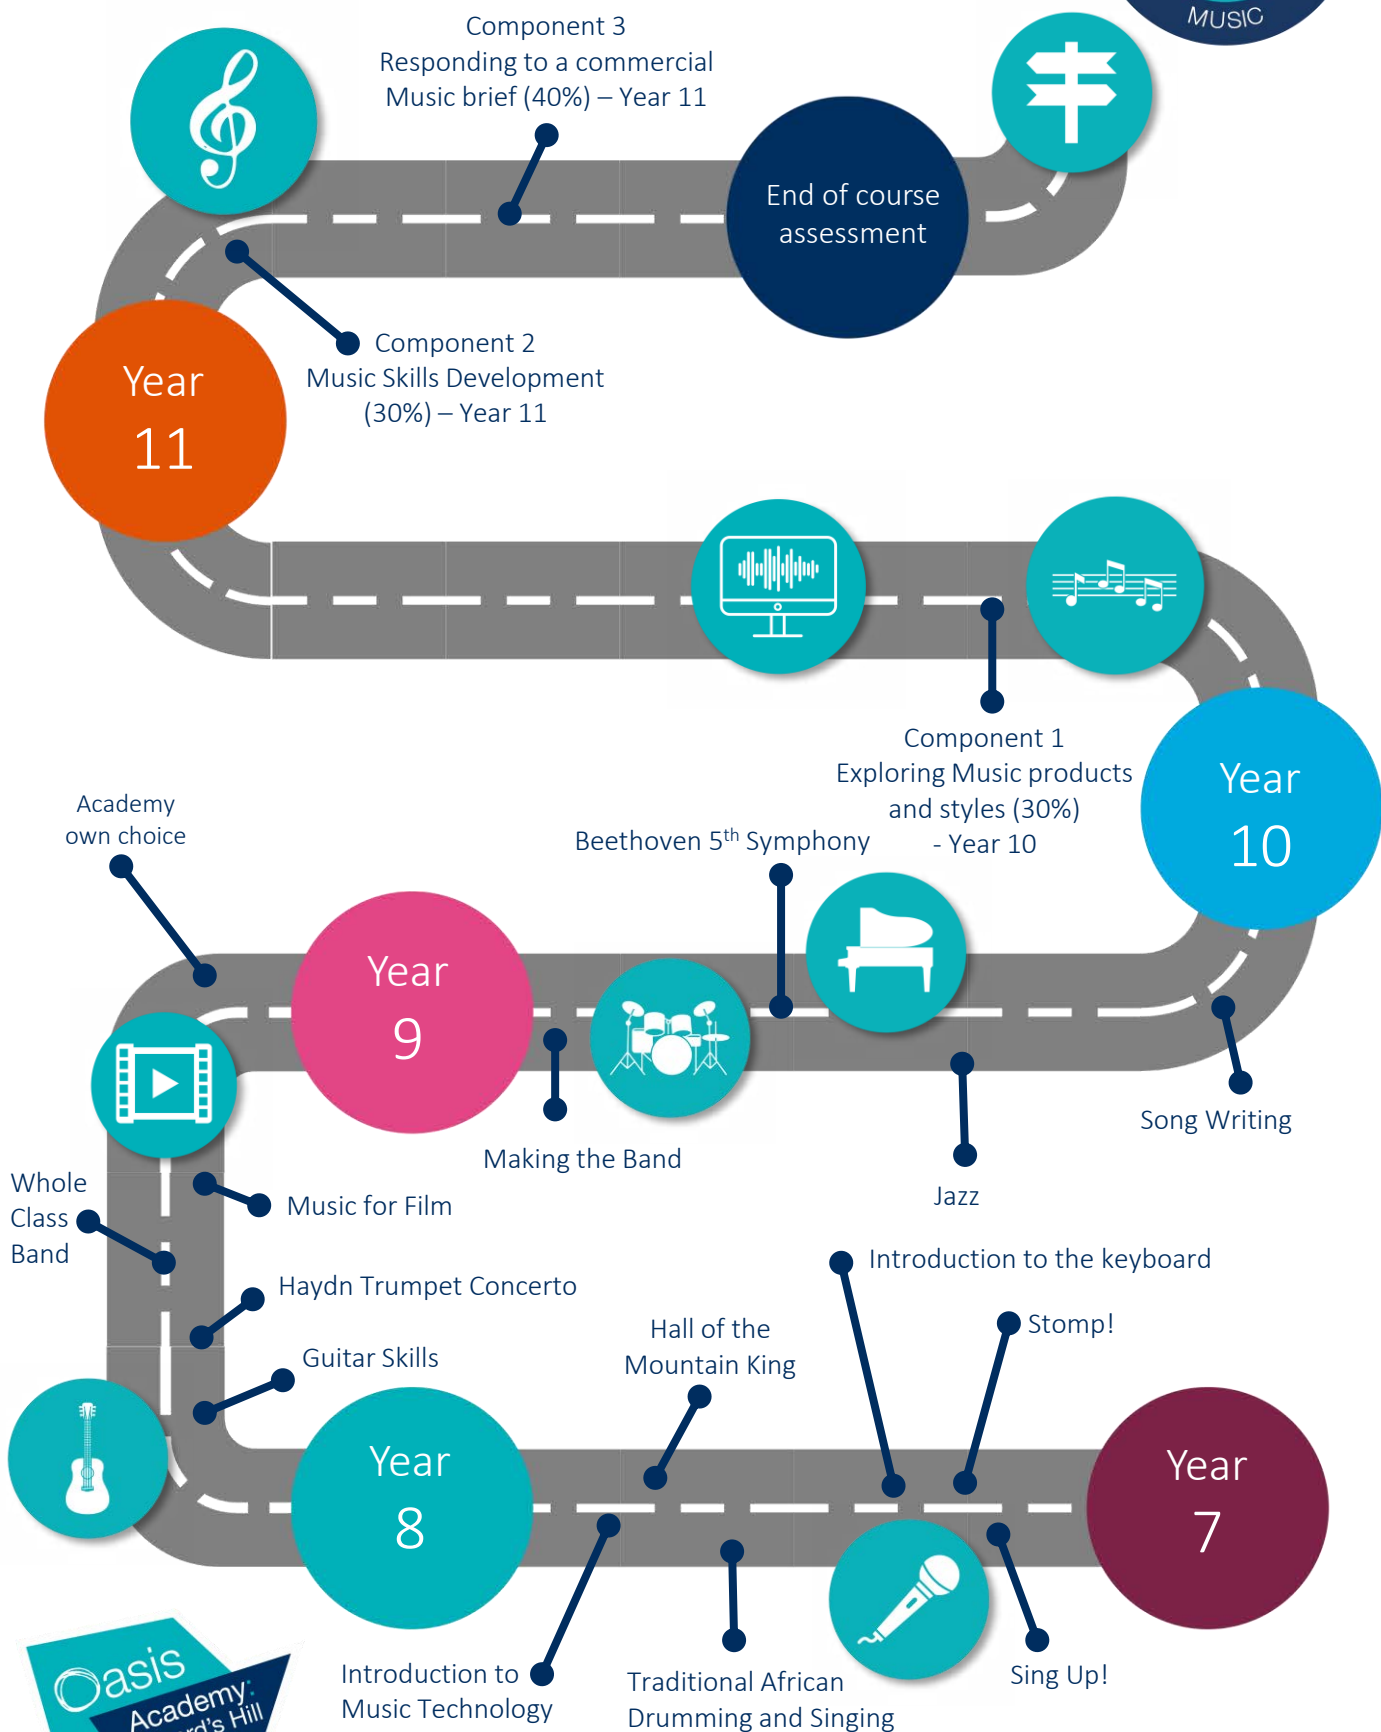 MUSIC
Component 3
Responding to a commercial
Music brief (40%) – Year 11
End of course
assessment
Component 2
Music Skills Development
(30%) – Year 11
Year
11
Component 1
Exploring Music products
and styles (30%)
- Year 10
Year
10
Academy
own choice
Beethoven 5th Symphony
Year
9
Making the Band
Song Writing
Jazz
Whole
Class
Band
Music for Film
Haydn Trumpet Concerto
Guitar Skills
Hall of the
Mountain King
Introduction to the keyboard
Stomp!
Year
8
Year
7
Introduction to
Music Technology
Traditional African
Drumming and Singing
Sing Up!
Oasis
Academy:
Hill